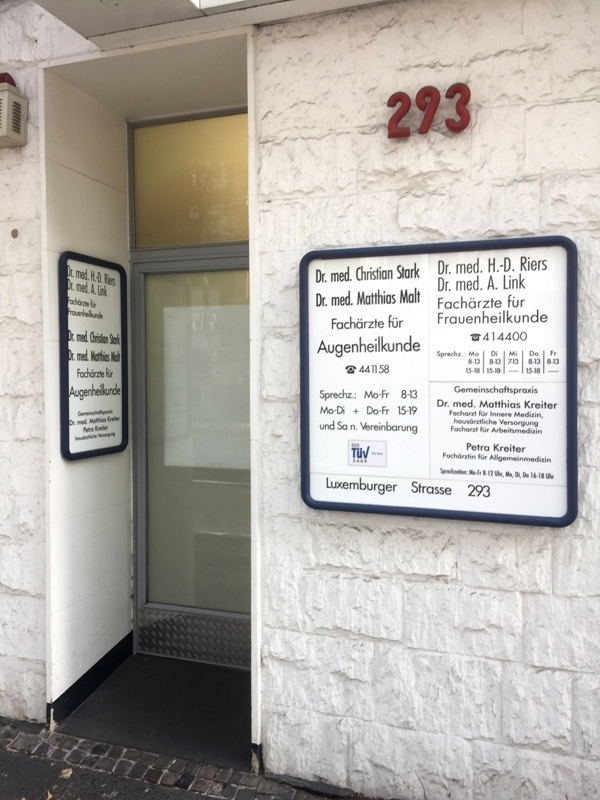 293
Dr. med. H.-D. Riers
Dr. med. A. Link
Fachärzte für
Frauenheilkunde
Dr. med. Christian Stark
Dr. med. Matthias Malt
Fachärzte für
Augenheilkunde
Gemeinschaftspraxis
Dr. med. Matthias Kreiter
Petra Kreiter
hausärztliche Versorgung
Dr. med. Christian Stark
Dr. med. Matthias Malt
Fachärzte für
Augenheilkunde
☎ 441158
Sprechz.: Mo-Fr 8-13
Mo-Di + Do-Fr 15-19
und Sa n. Vereinbarung
TÜV
SAAR
Dr. med. H.-D. Riers
Dr. med. A. Link
Fachärzte für
Frauenheilkunde
☎ 414400
Sprechz.: Mo Di Mi Do Fr
8-13 8-13 7-13 8-13 8-13
15-18 15-18 — 15-18 —
Gemeinschaftspraxis
Dr. med. Matthias Kreiter
Facharzt für Innere Medizin,
hausärztliche Versorgung
Facharzt für Arbeitsmedizin
Petra Kreiter
Fachärztin für Allgemeinmedizin
Sprechzeiten: Mo-Fr 8-12 Uhr, Mo, Di, Do 16-18 Uhr
Luxemburger Strasse 293